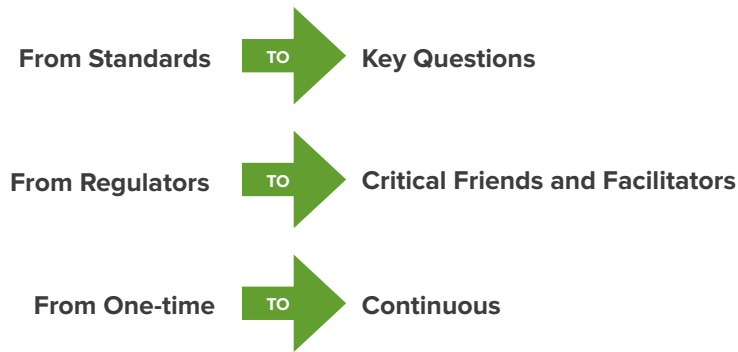 From Standards TO Key Questions
From Regulators TO Critical Friends and Facilitators
From One-time TO Continuous